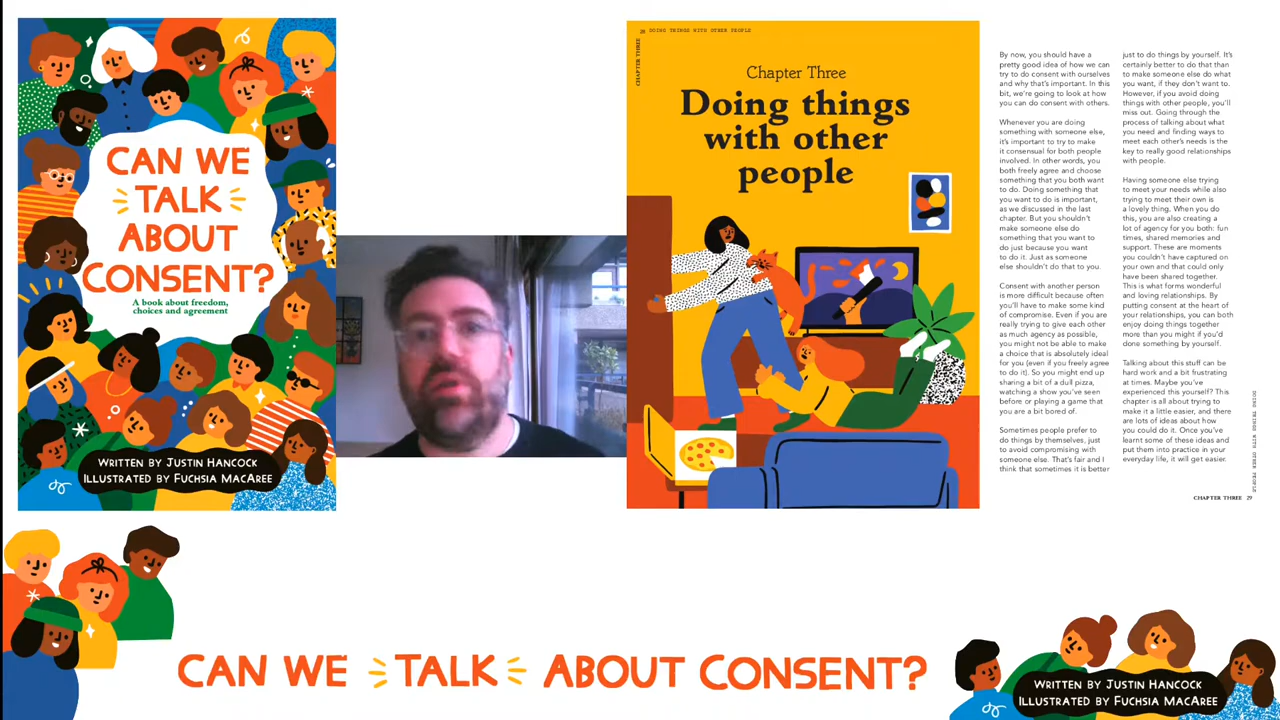 CAN WE
TALK
ABOUT
CONSENT?
A book about freedom,
choices and agreement
WRITTEN BY JUSTIN HANCOCK
ILLUSTRATED BY FUCHSIA MACAREE
28 DOING THINGS WITH OTHER PEOPLE
CHAPTER THREE
Chapter Three
Doing things
with other
people
By now, you should have a
pretty good idea of how we can
try to do consent with ourselves
and why that's important. In this
bit, we're going to look at how
you can do consent with others.
Whenever you are doing
something with someone else,
it's important to try to make
it consensual for both people
involved. In other words, you
both freely agree and choose
something that you both want
to do. Doing something that
you want to do is important,
as we discussed in the last
chapter. But you shouldn't
make someone else do
something that you want to
do just because you want
to do it. Just as someone
else shouldn't do that to you.
Consent with another person
is more difficult because often
you'll have to make some kind
of compromise. Even if you are
really trying to give each other
as much agency as possible,
you might not be able to make
a choice that is absolutely ideal
for you (even if you freely agree
to do it). So you might end up
sharing a bit of a dull pizza,
watching a show you've seen
before or playing a game that
you are a bit bored of.
Sometimes people prefer to
do things by themselves, just
to avoid compromising with
someone else. That's fair and I
think that sometimes it is better
just to do things by yourself. It's
certainly better to do that than
to make someone else do what
you want, if they don't want to.
However, if you avoid doing
things with other people, you'll
miss out. Going through the
process of talking about what
you need and finding ways to
meet each other's needs is the
key to really good relationships
with people.
Having someone else trying
to meet your needs while also
trying to meet their own is
a lovely thing. When you do
this, you are also creating a
lot of agency for you both: fun
times, shared memories and
support. These are moments
you couldn't have captured on
your own and that could only
have been shared together.
This is what forms wonderful
and loving relationships. By
putting consent at the heart of
your relationships, you can both
enjoy doing things together
more than you might if you'd
done something by yourself.
Talking about this stuff can be
hard work and a bit frustrating
at times. Maybe you've
experienced this yourself? This
chapter is all about trying to
make it a little easier, and there
are lots of ideas about how
you could do it. Once you've
learnt some of these ideas and
put them into practice in your
everyday life, it will get easier.
DOING THINGS WITH OTHER PEOPLE
CHAPTER THREE 29
CAN WE TALK ABOUT CONSENT?
WRITTEN BY JUSTIN HANCOCK
ILLUSTRATED BY FUCHSIA MACAREE